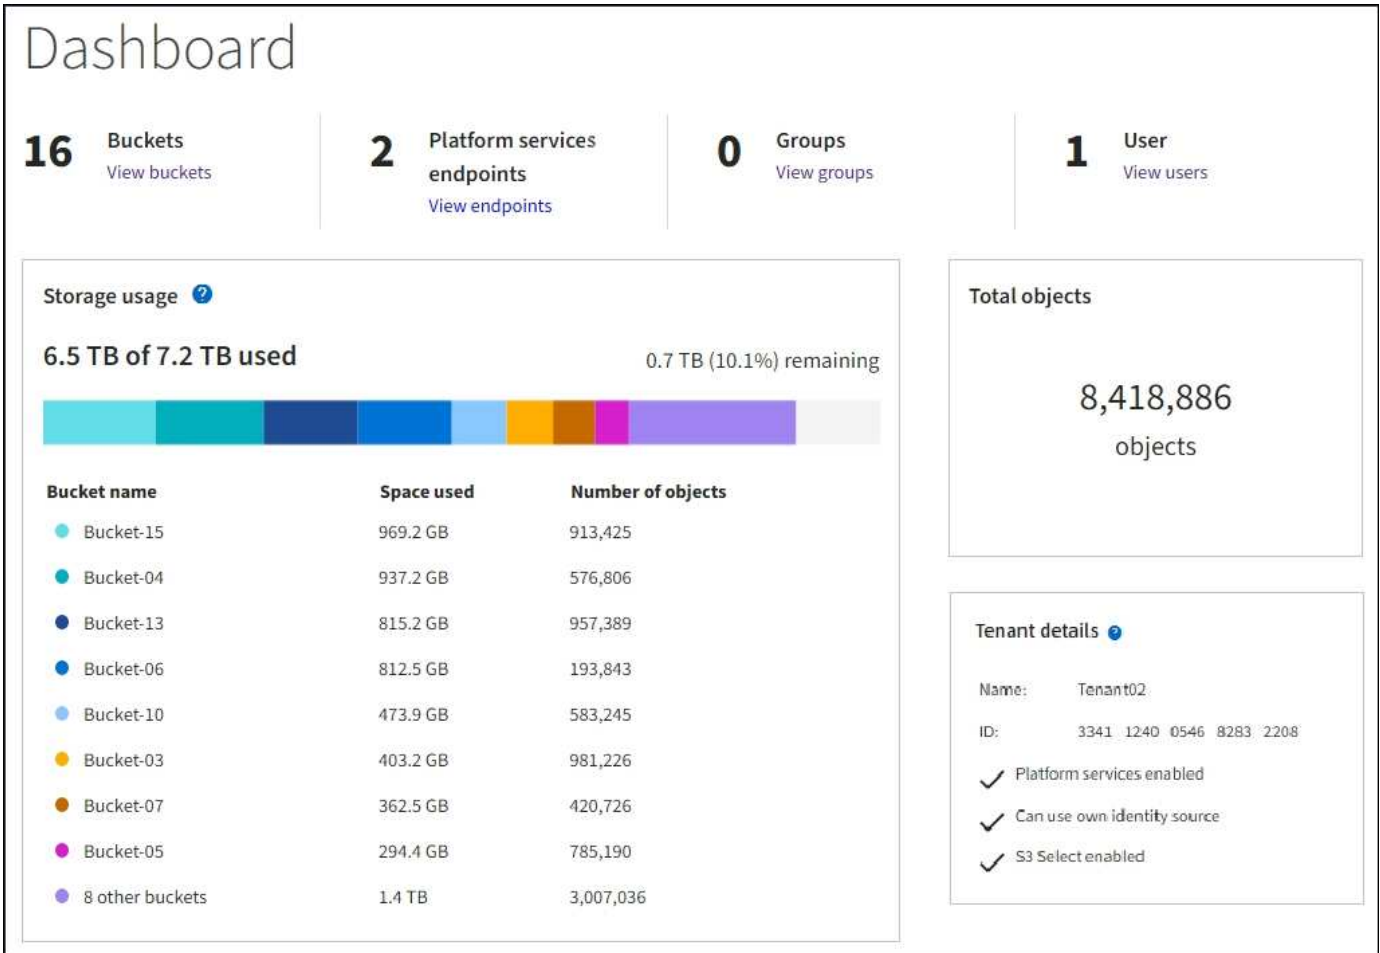 Dashboard
16 Buckets
View buckets
2 Platform services
endpoints
View endpoints
0 Groups
View groups
1 User
View users
Storage usage ?
6.5 TB of 7.2 TB used
0.7 TB (10.1%) remaining
Bucket name Space used Number of objects
Bucket-15 969.2 GB 913,425
Bucket-04 937.2 GB 576,806
Bucket-13 815.2 GB 957,389
Bucket-06 812.5 GB 193,843
Bucket-10 473.9 GB 583,245
Bucket-03 403.2 GB 981,226
Bucket-07 362.5 GB 420,726
Bucket-05 294.4 GB 785,190
8 other buckets 1.4 TB 3,007,036
Total objects
8,418,886
objects
Tenant details ?
Name: Tenant02
ID: 3341 1240 0546 8283 2208
Platform services enabled
Can use own identity source
S3 Select enabled